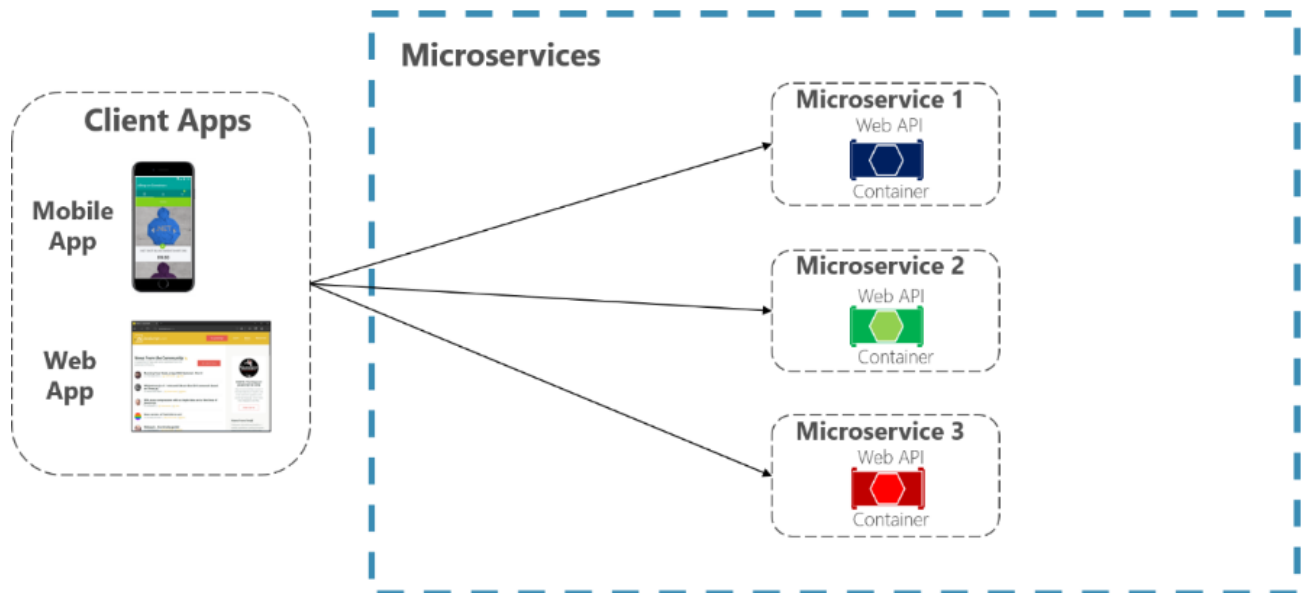 Microservices
Client Apps
Mobile
App
Web
App
Microservice 1
Web API
Container
Microservice 2
Web API
Container
Microservice 3
Web API
Container